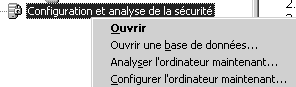 Configuration et analyse de la sécurité
Ouvrir
Ouvrir une base de données...
Analyser l'ordinateur maintenant...
Configurer l'ordinateur maintenant...